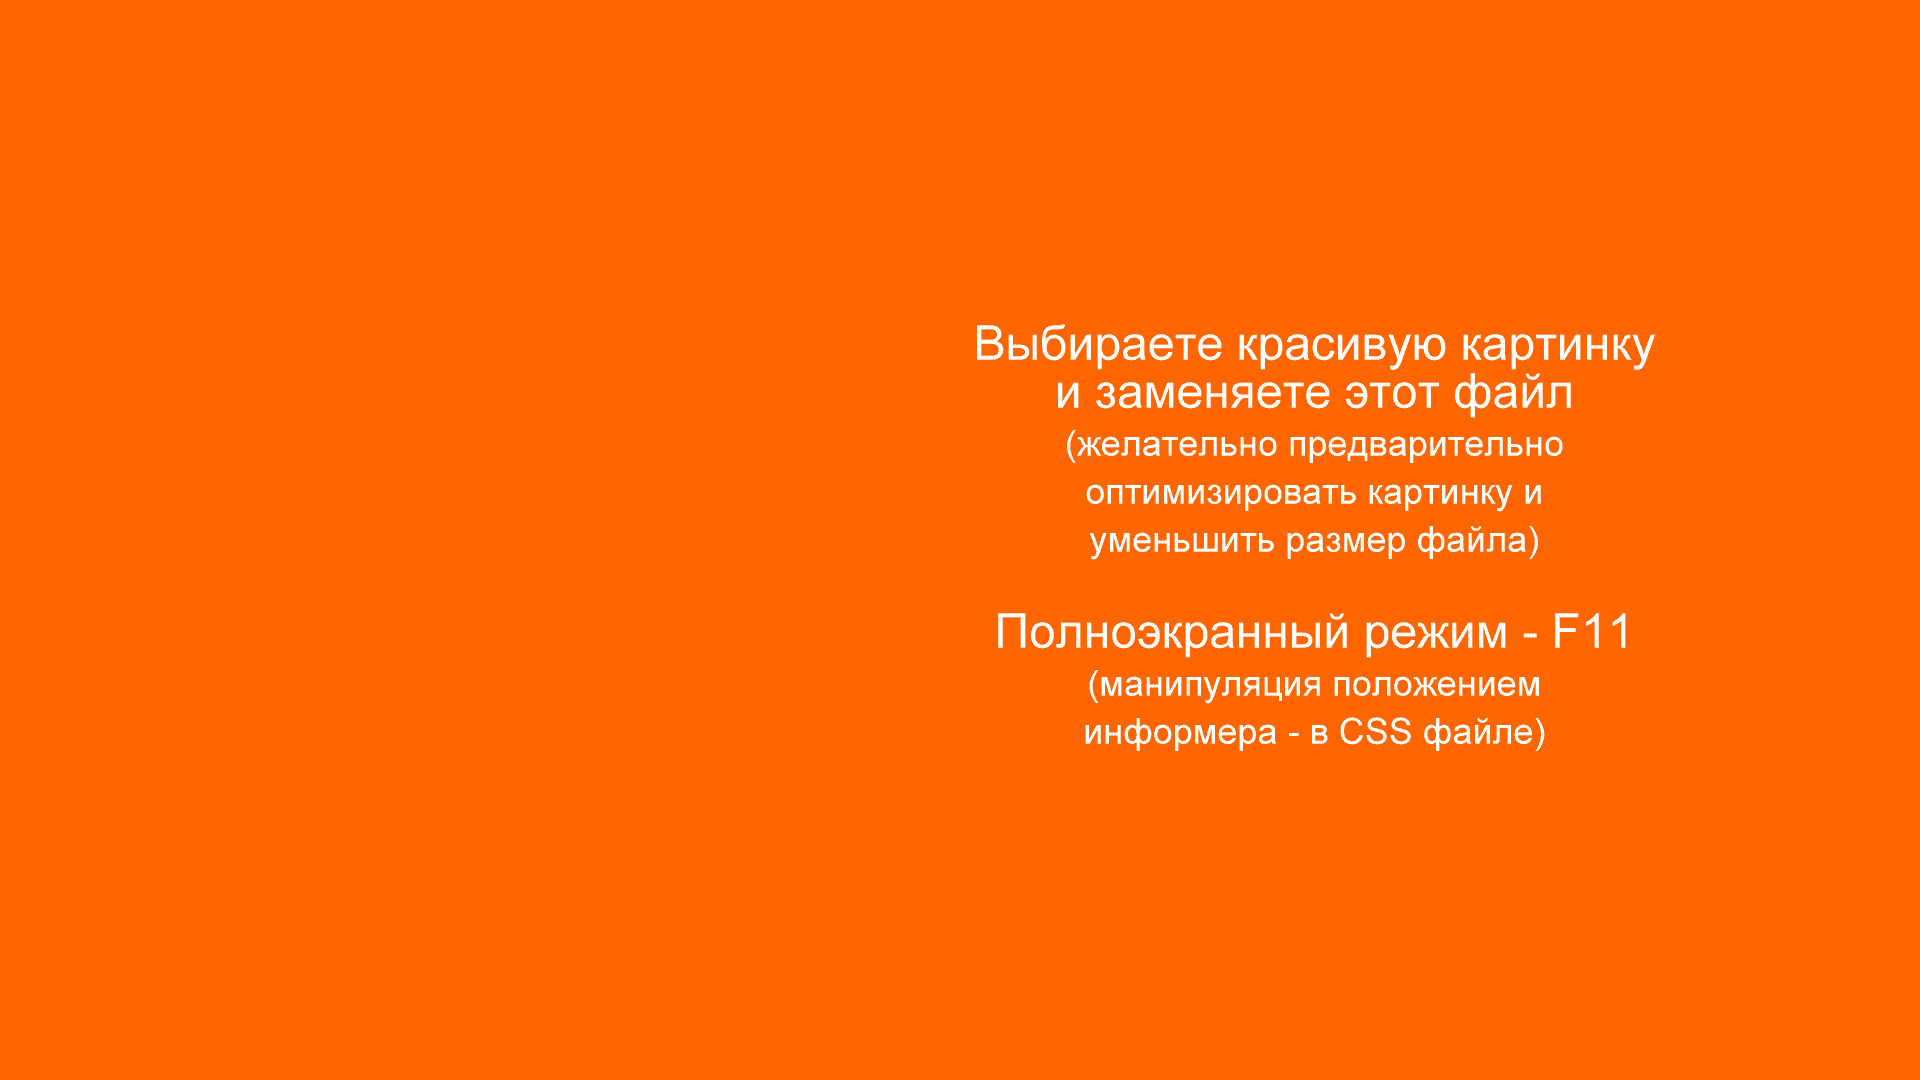 Выбираете красивую картинку
и заменяете этот файл
(желательно предварительно
оптимизировать картинку и
уменьшить размер файла)
Полноэкранный режим - F11
(манипуляция положением
информера - в CSS файле)